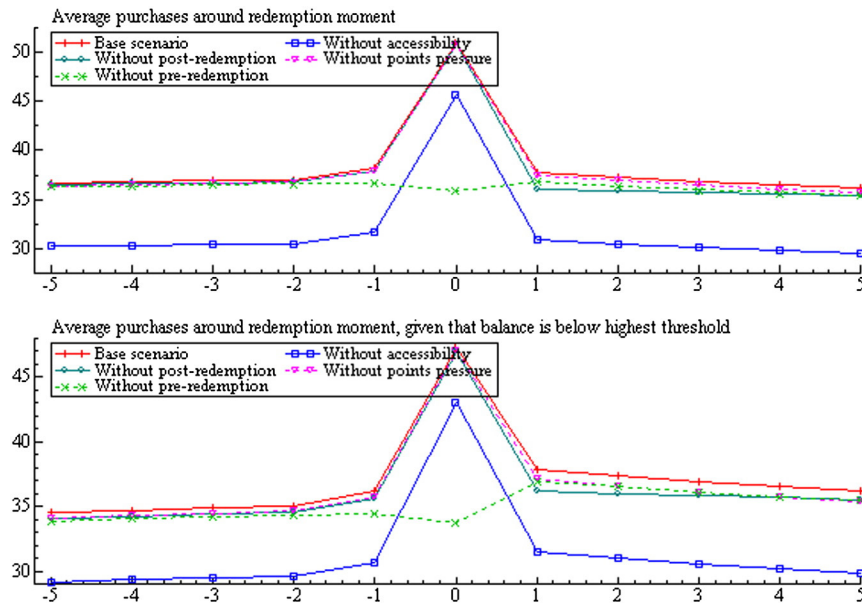 Average purchases around redemption moment
50
45
40
35
30
Base scenario
Without accessibility
Without post-redemption
Without points pressure
Without pre-redemption
-5 -4 -3 -2 -1 0 1 2 3 4 5
Average purchases around redemption moment, given that balance is below highest threshold
45
40
35
30
Base scenario
Without accessibility
Without post-redemption
Without points pressure
Without pre-redemption
-5 -4 -3 -2 -1 0 1 2 3 4 5